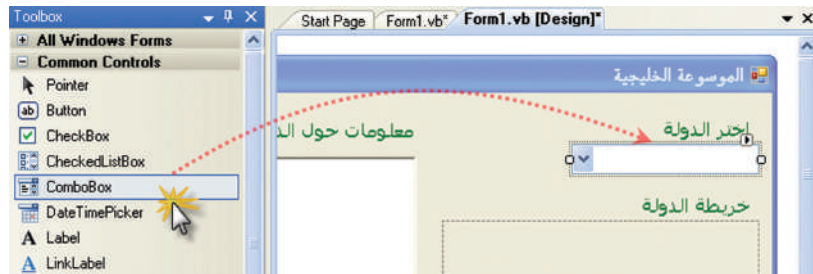 Toolbox
Start Page
Form1.vb*
Form1.vb [Design]*
All Windows Forms
Common Controls
Pointer
Button
CheckBox
CheckedListBox
ComboBox
DateTimePicker
Label
LinkLabel
الموسوعة الخليجية
إختر الدولة
معلومات حول الد
خريطة الدولة